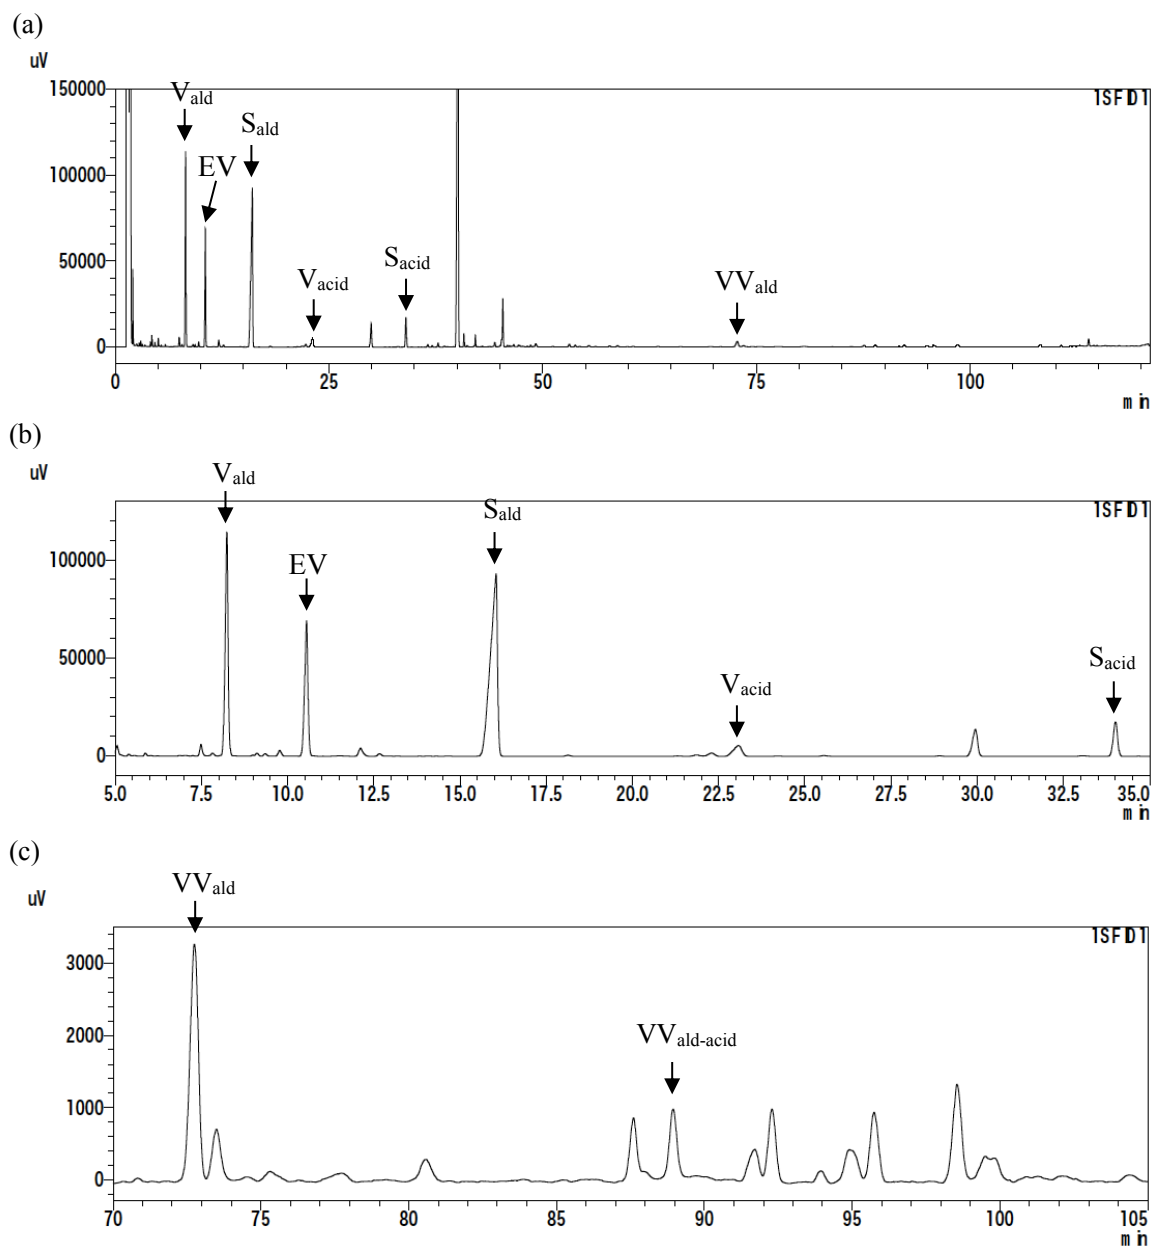 (a)
uV
150000
1SFID1
Vald
Sald
100000
EV
50000
Sacid
Vacid
VVald
0
0 25 50 75 100
min
(b)
uV
Vald
1SFID1
Sald
100000
EV
50000
Sacid
Vacid
0
5.0 7.5 10.0 12.5 15.0 17.5 20.0 22.5 25.0 27.5 30.0 32.5 35.0
min
(c)
VVald
uV
1SFID1
3000
2000
VVald-acid
1000
0
70 75 80 85 90 95 100 105
min